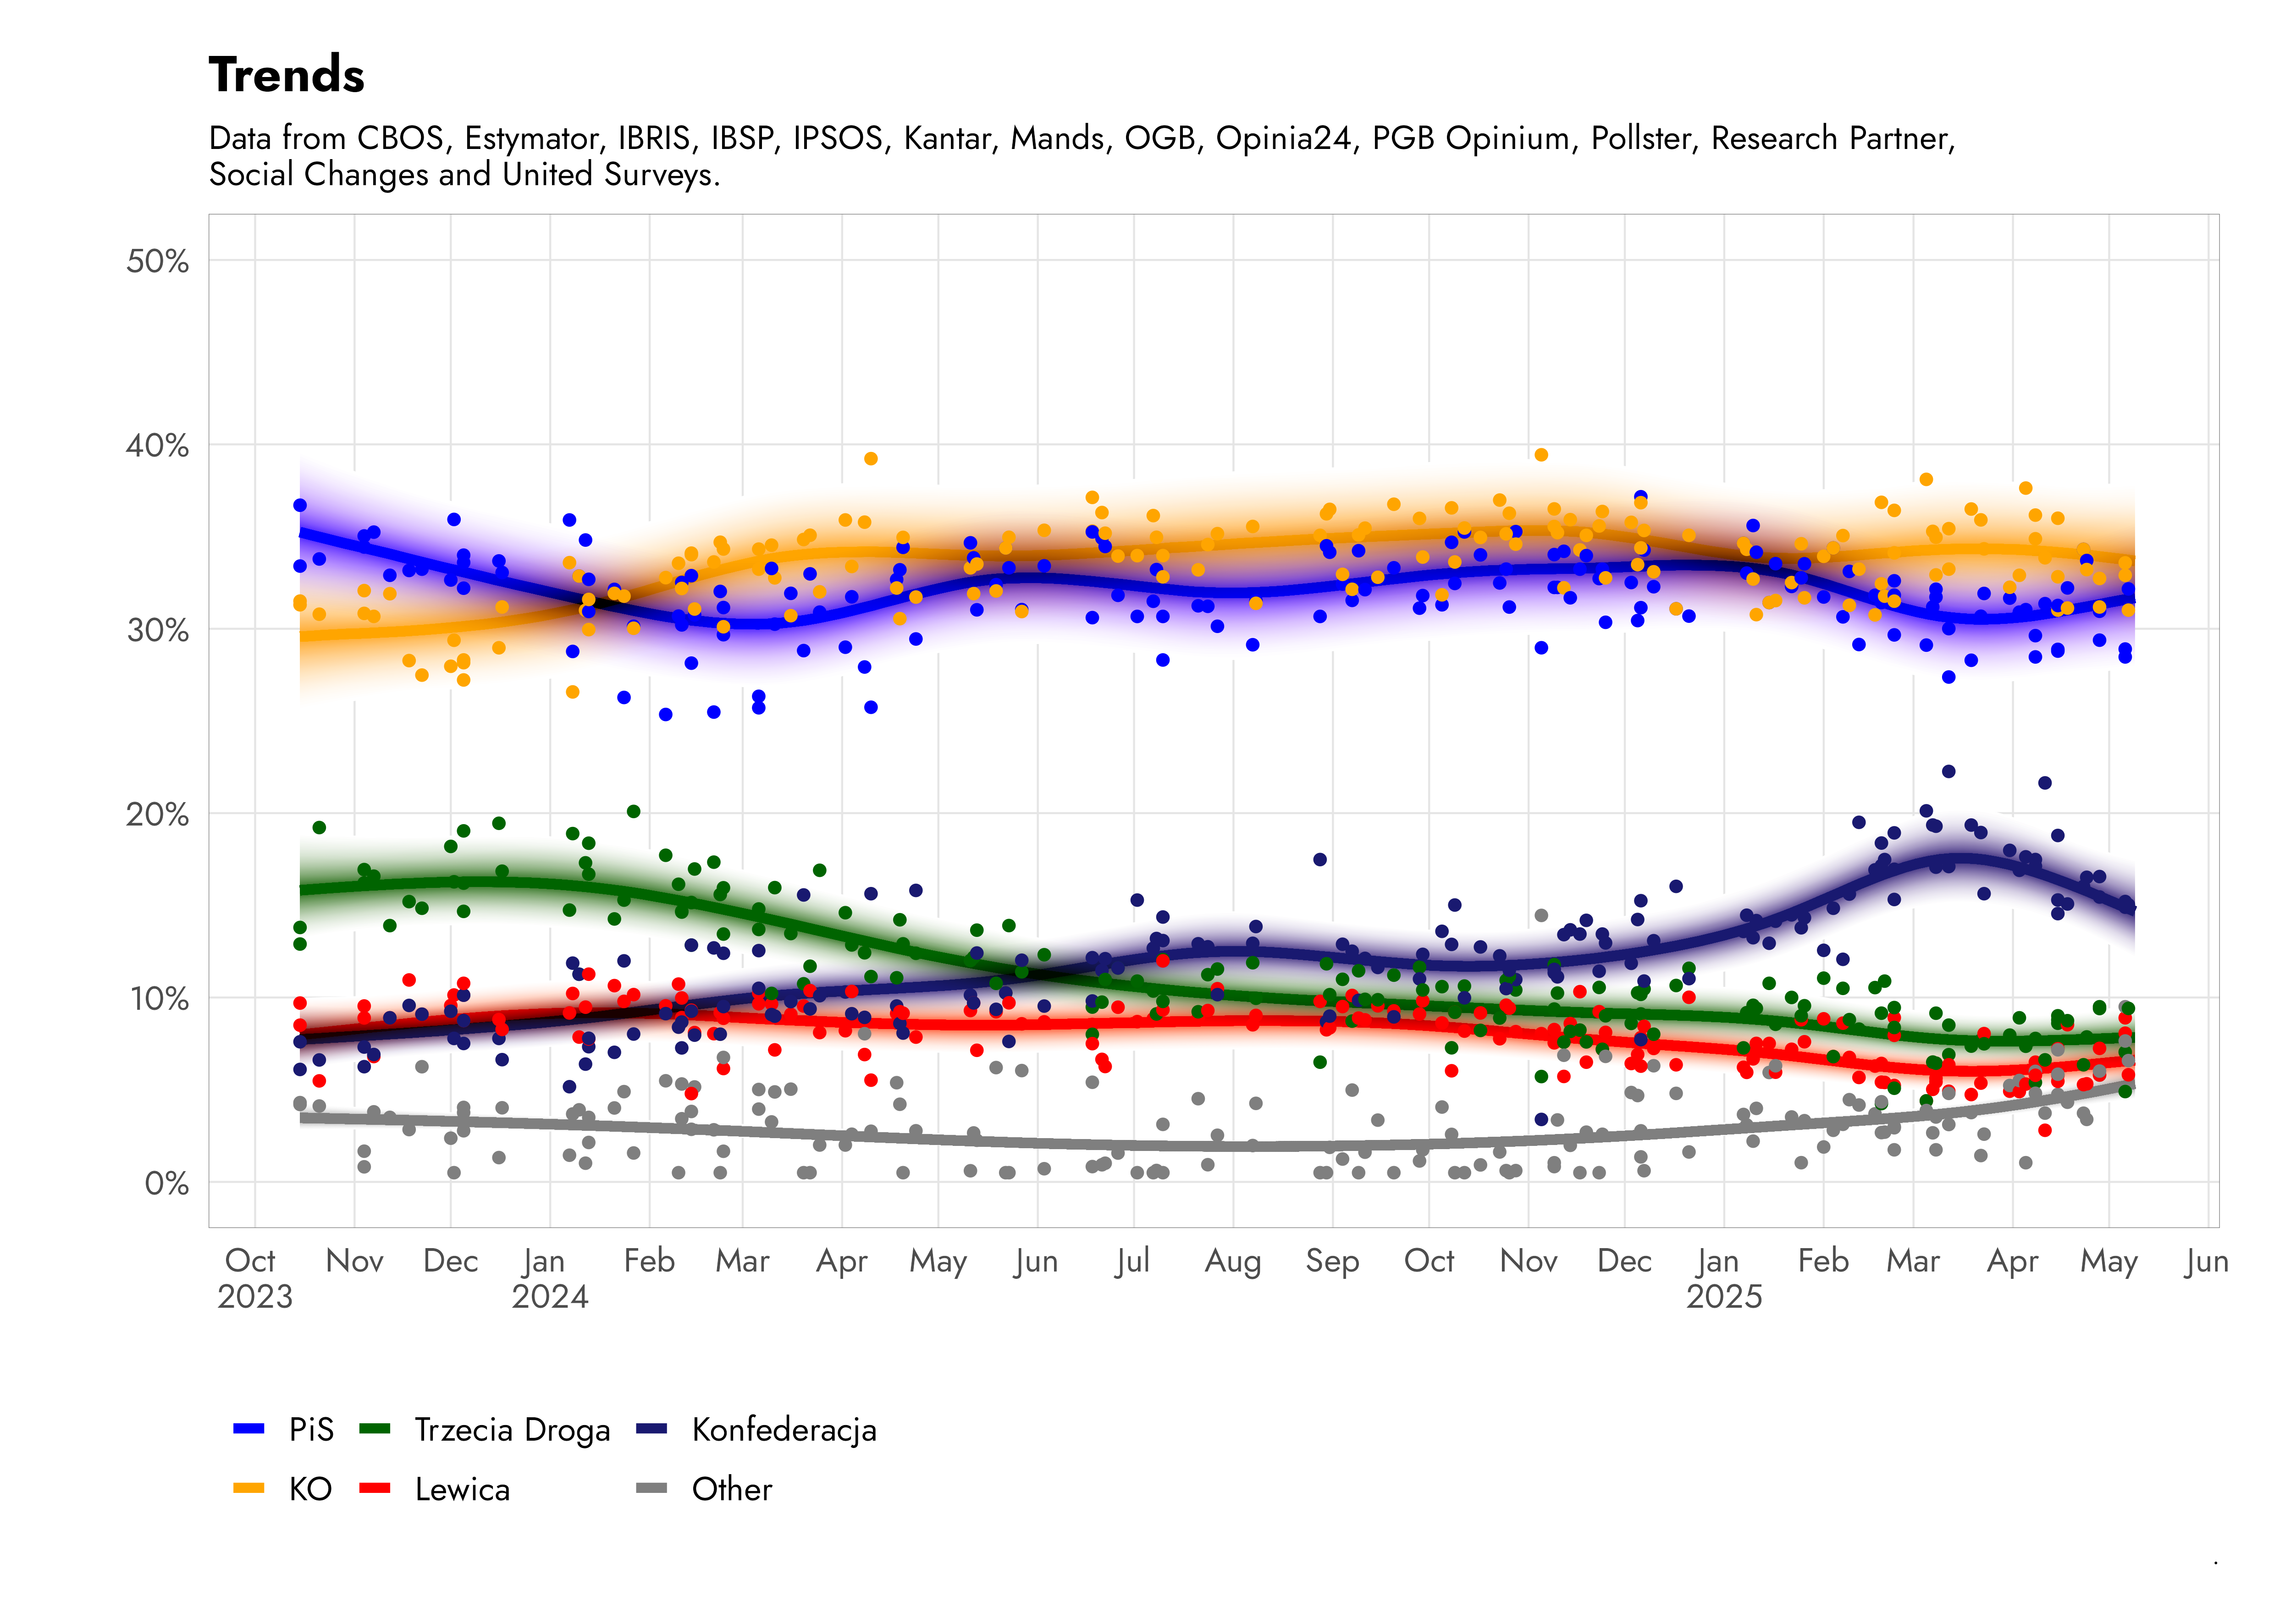 Trends
Data from CBOS, Estymator, IBRIS, IBSP, IPSOS, Kantar, Mands, OGB, Opinia24, PGB Opinium, Pollster, Research Partner,
Social Changes and United Surveys.
50%
40%
30%
20%
10%
0%
Oct Nov Dec Jan Feb Mar Apr May Jun Jul Aug Sep Oct Nov Dec Jan Feb Mar Apr May Jun
2023 2024 2025
PiS Trzecia Droga Konfederacja
KO Lewica Other
.